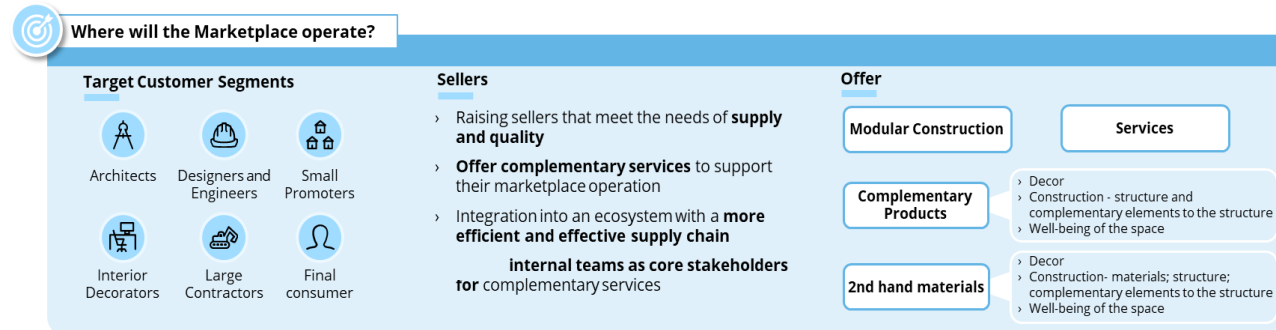 Where will the Marketplace operate?
Target Customer Segments
Architects
Designers and
Engineers
Small
Promoters
Interior
Decorators
Large
Contractors
Final
consumer
Sellers
› Raising sellers that meet the needs of supply
and quality
› Offer complementary services to support
their marketplace operation
› Integration into an ecosystem with a more
efficient and effective supply chain
internal teams as core stakeholders
for complementary services
Offer
Modular Construction
Services
Complementary
Products
› Decor
› Construction - structure and
complementary elements to the structure
› Well-being of the space
2nd hand materials
› Decor
› Construction- materials; structure;
complementary elements to the structure
› Well-being of the space